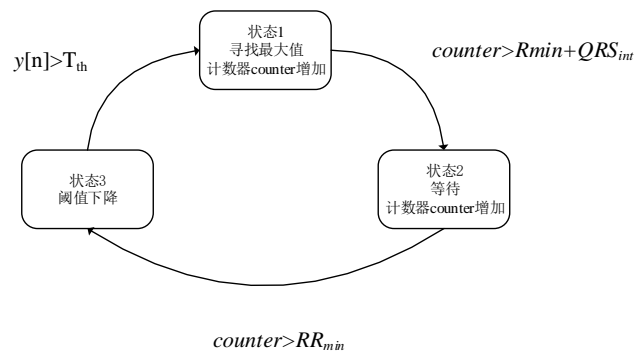 状态1
寻找最大值
计数器counter增加
y[n]>Tth
counter>Rmin+QRSint
状态3
阈值下降
状态2
等待
计数器counter增加
counter>RRmin